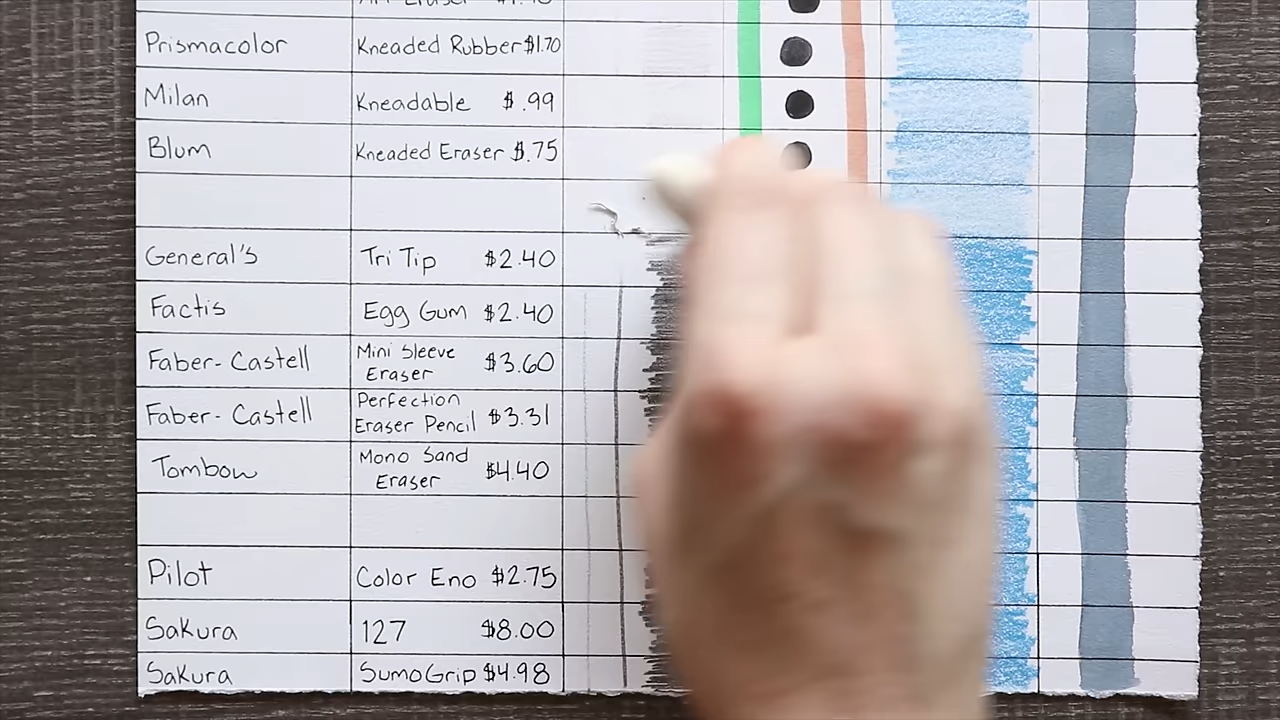 Prismacolor Kneaded Rubber $1.70
Milan Kneadable $.99
Blum Kneaded Eraser $.75
General's Tri Tip $2.40
Factis Egg Gum $2.40
Faber-Castell Mini Sleeve
Eraser $3.60
Faber-Castell Perfection
Eraser Pencil $3.31
Tombow Mono Sand
Eraser $4.40
Pilot Color Eno $2.75
Sakura 127 $8.00
Sakura SumoGrip $4.98